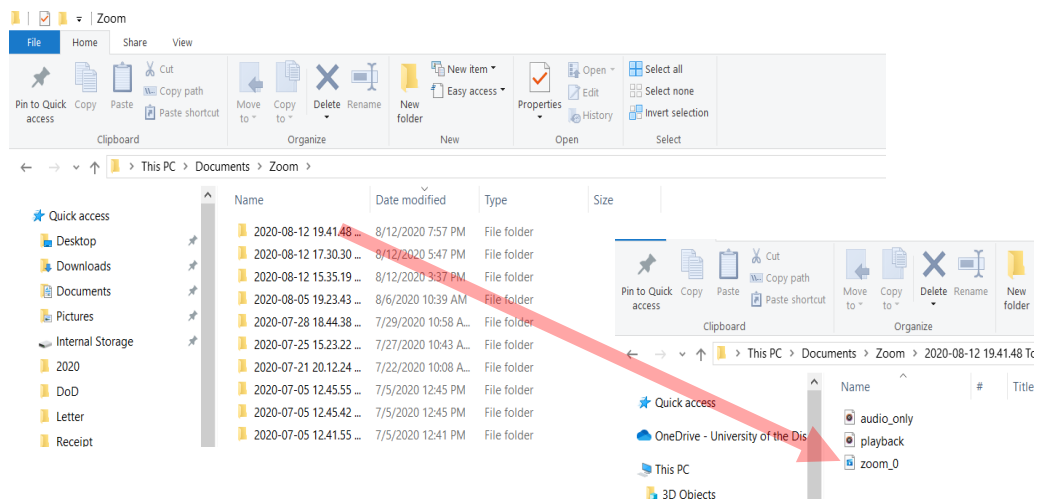 Zoom
File Home Share View
Pin to Quick access
Copy
Paste
Cut
Copy path
Paste shortcut
Clipboard
Move to
Copy to
Delete
Rename
Organize
New folder
New item
Easy access
New
Properties
Open
Edit
History
Open
Select all
Select none
Invert selection
Select
This PC > Documents > Zoom >
Name Date modified Type Size
Quick access
Desktop
Downloads
Documents
Pictures
Internal Storage
2020
DoD
Letter
Receipt
2020-08-12 19.41.48 ... 8/12/2020 7:57 PM File folder
2020-08-12 17.30.30 ... 8/12/2020 5:47 PM File folder
2020-08-12 15.35.19 ... 8/12/2020 3:37 PM File folder
2020-08-05 19.23.43 ... 8/6/2020 10:39 AM File folder
2020-07-28 18.44.38 ... 7/29/2020 10:58 A... File folder
2020-07-25 15.23.22 ... 7/27/2020 10:43 A... File folder
2020-07-21 20.12.24 ... 7/22/2020 10:08 A... File folder
2020-07-05 12.45.55 ... 7/5/2020 12:45 PM File folder
2020-07-05 12.45.42 ... 7/5/2020 12:45 PM File folder
2020-07-05 12.41.55 ... 7/5/2020 12:41 PM File folder
Pin to Quick access
Copy
Paste
Cut
Copy path
Paste shortcut
Clipboard
Move to
Copy to
Delete
Rename
Organize
New folder
This PC > Documents > Zoom > 2020-08-12 19.41.48 To
Name # Title
Quick access
OneDrive - University of the Dis
This PC
3D Objects
audio_only
playback
zoom_0